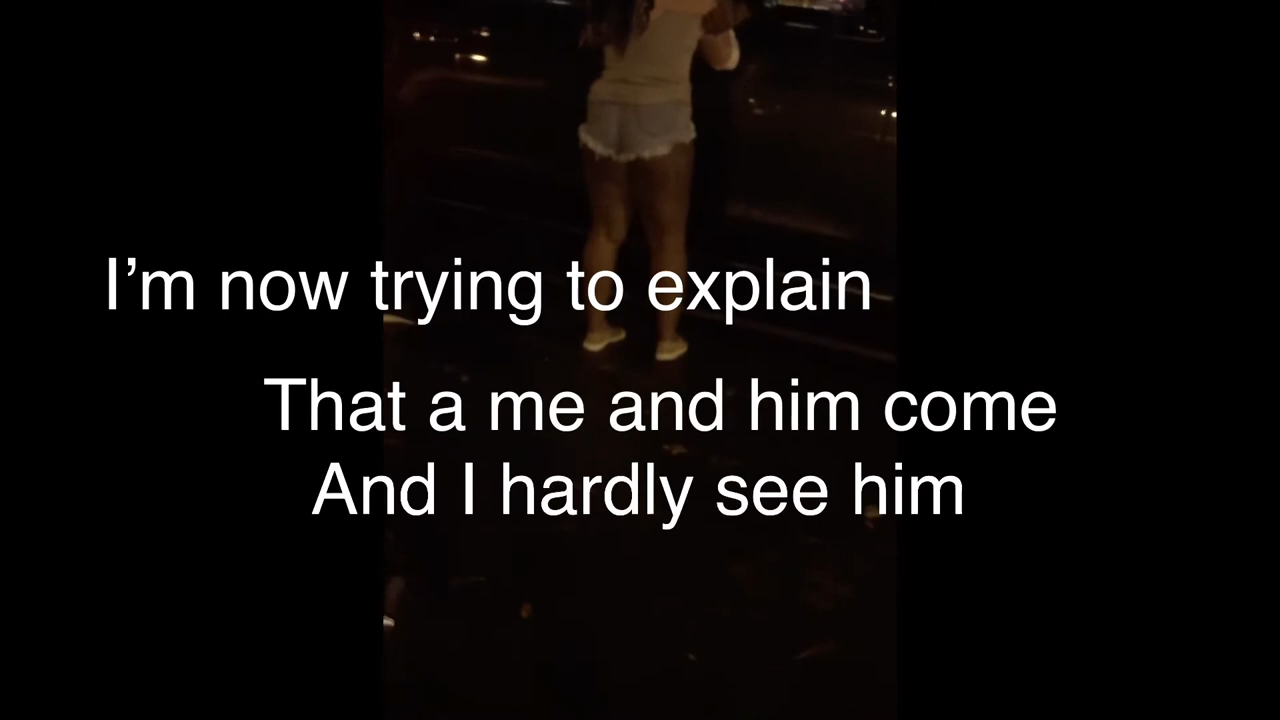 I’m now trying to explain
That a me and him come
And I hardly see him